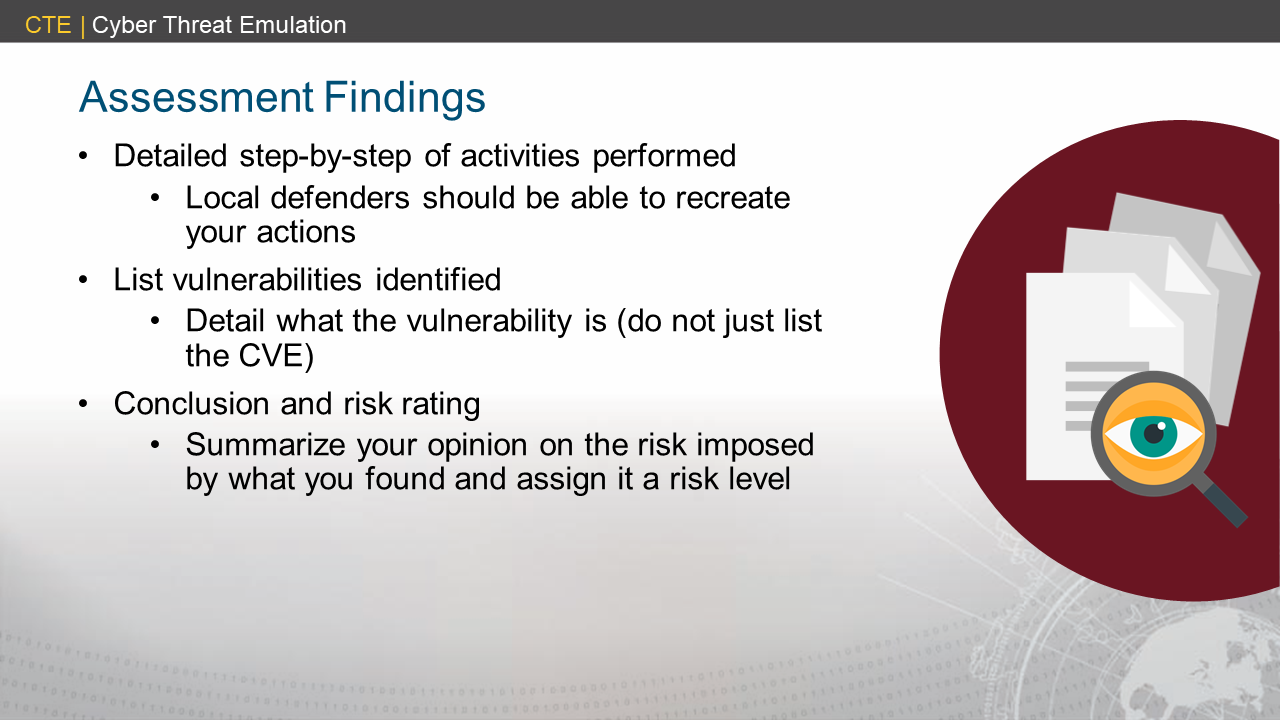 CTE | Cyber Threat Emulation
Assessment Findings
• Detailed step-by-step of activities performed
• Local defenders should be able to recreate
your actions
• List vulnerabilities identified
• Detail what the vulnerability is (do not just list
the CVE)
• Conclusion and risk rating
• Summarize your opinion on the risk imposed
by what you found and assign it a risk level